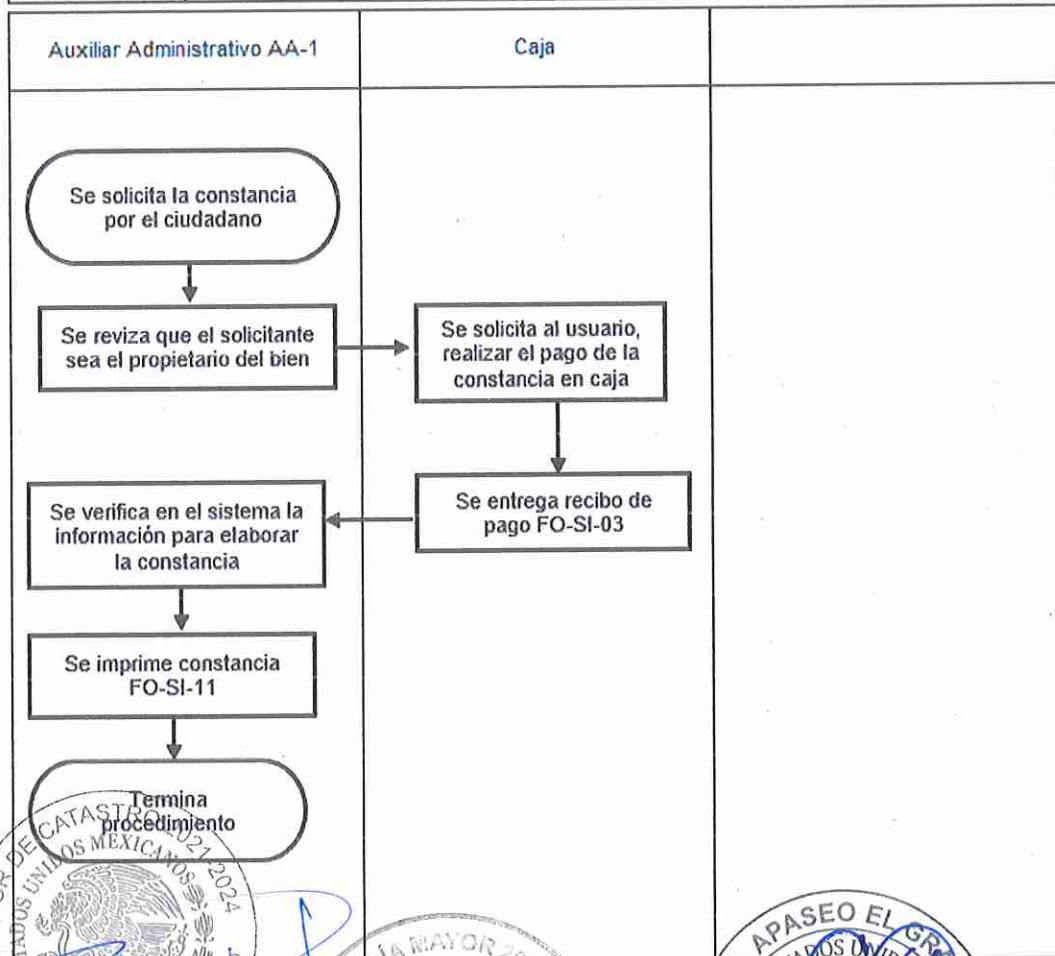 Auxiliar Administrativo AA-1
Caja
Se solicita la constancia
por el ciudadano
Se reviza que el solicitante
sea el propietario del bien
Se solicita al usuario,
realizar el pago de la
constancia en caja
Se entrega recibo de
pago FO-SI-03
Se verifica en el sistema la
información para elaborar
la constancia
Se imprime constancia
FO-SI-11
Termina
procedimiento
DE CATASTRO 2021-2024
UNIDOS MEXICANOS
MAYOR
APASEO EL